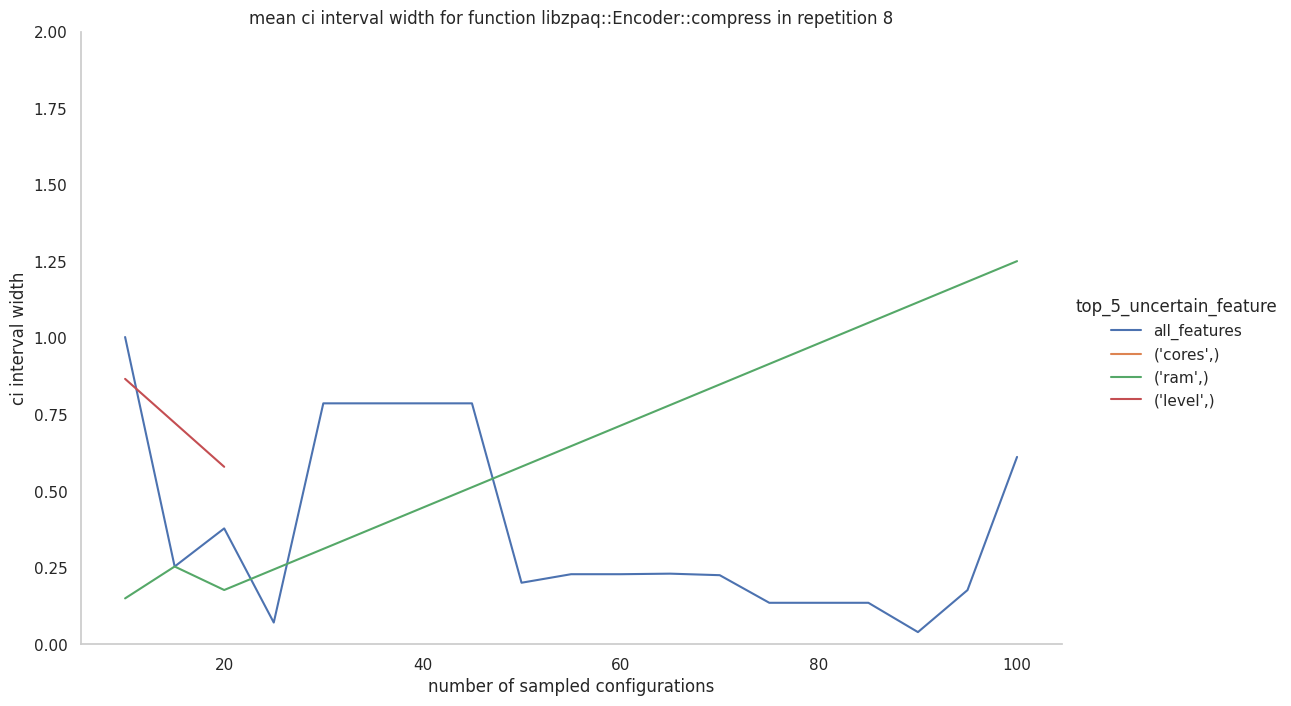 mean ci interval width for function libzpaq::Encoder::compress in repetition 8
2.00
1.75
1.50
1.25
1.00
0.75
0.50
0.25
0.00
ci interval width
20
40
60
80
100
number of sampled configurations
top_5_uncertain_feature
all_features
('cores',)
('ram',)
('level',)